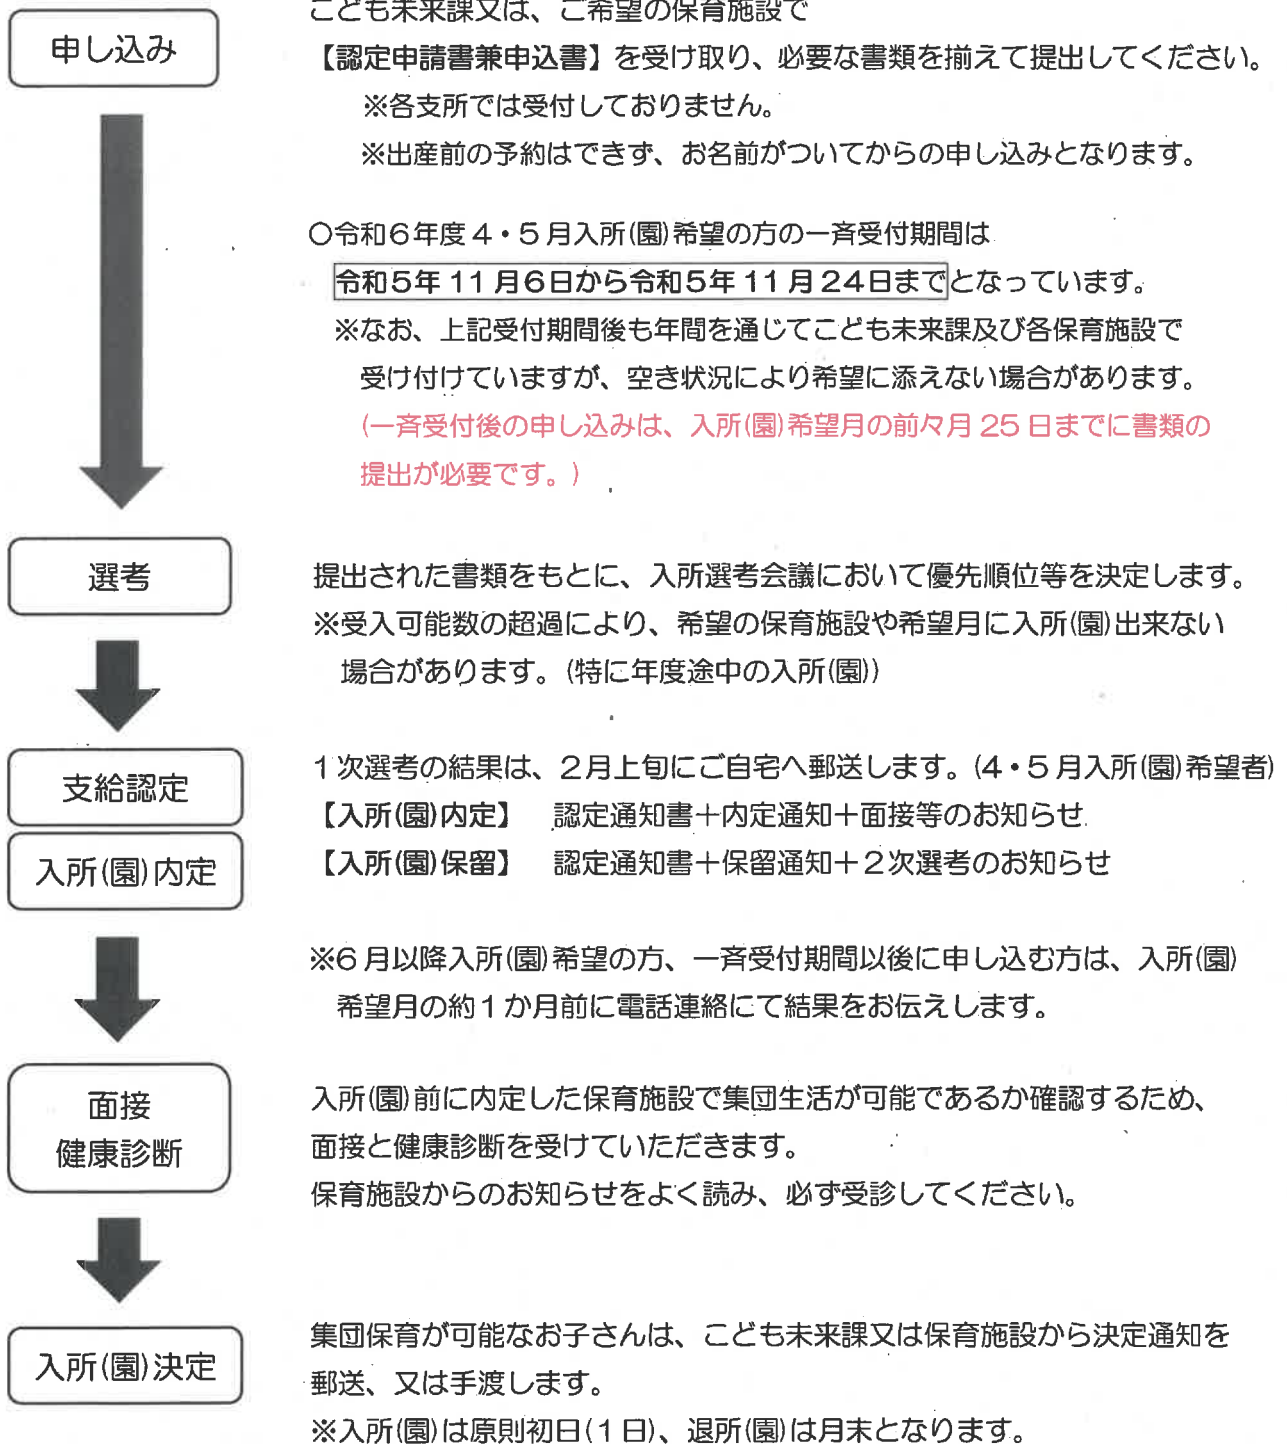 申し込み
こども未来課又は、ご希望の保育施設で
【認定申請書兼申込書】を受け取り、必要な書類を揃えて提出してください。
※各支所では受付しておりません。
※出産前の予約はできず、お名前がついてからの申し込みとなります。
○令和6年度4・5月入所(園)希望の方の一斉受付期間は
令和5年11月6日から令和5年11月24日までとなっています。
※なお、上記受付期間後も年間を通じてこども未来課及び各保育施設で
受け付けていますが、空き状況により希望に添えない場合があります。
(一斉受付後の申し込みは、入所(園)希望月の前々月25日までに書類の
提出が必要です。)
選考
提出された書類をもとに、入所選考会議において優先順位等を決定します。
※受入可能数の超過により、希望の保育施設や希望月に入所(園)出来ない
場合があります。(特に年度途中の入所(園))
支給認定
入所(園)内定
1次選考の結果は、2月上旬にご自宅へ郵送します。(4・5月入所(園)希望者)
【入所(園)内定】 認定通知書+内定通知+面接等のお知らせ
【入所(園)保留】 認定通知書+保留通知+2次選考のお知らせ
※6月以降入所(園)希望の方、一斉受付期間以後に申し込む方は、入所(園)
希望月の約1か月前に電話連絡にて結果をお伝えします。
面接
健康診断
入所(園)前に内定した保育施設で集団生活が可能であるか確認するため、
面接と健康診断を受けていただきます。
保育施設からのお知らせをよく読み、必ず受診してください。
入所(園)決定
集団保育が可能なお子さんは、こども未来課又は保育施設から決定通知を
郵送、又は手渡します。
※入所(園)は原則初日(1日)、退所(園)は月末となります。